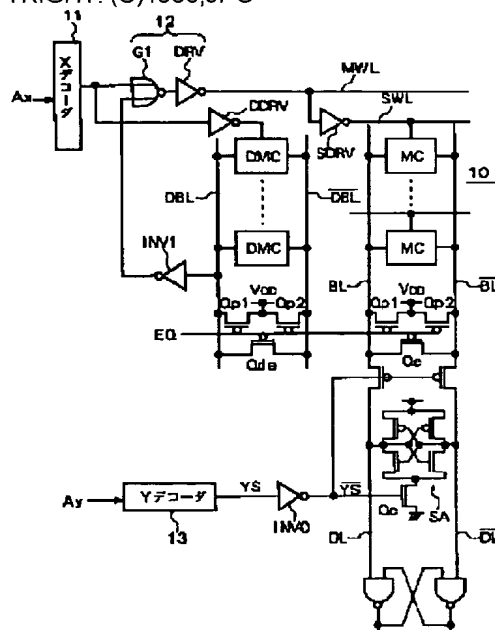 TRIGHT: (C)1998,JPO
11
12
G1
DRV
Xデコーダ
Ax
MWL
DDRV
SWL
SDRV
DMC
MC
10
DBL
DBL
DMC
MC
INV1
BL
BL
VDD
VDD
Qp1
Qp2
Qp1
Qp2
EQ
Qde
Qe
Ay
Yデコーダ
YS
YS
INV0
Qc
SA
13
DL
DL